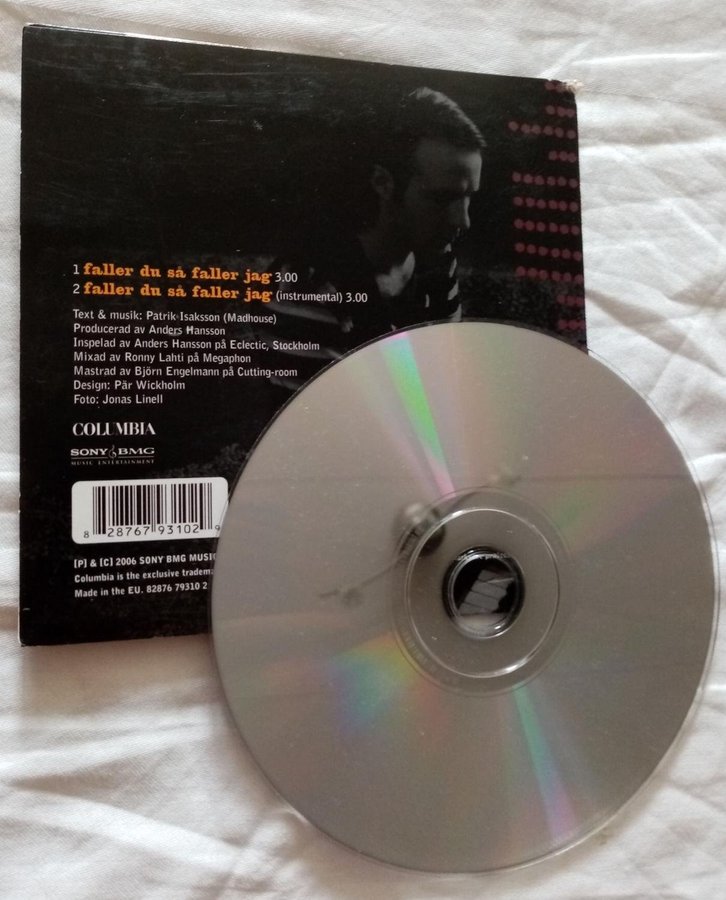 1 faller du så faller jag 3.00
2 faller du så faller jag (instrumental) 3.00
Text & musik: Patrik Isaksson (Madhouse)
Producerad av Anders Hansson
Inspelad av Anders Hansson på Eclectic, Stockholm
Mixad av Ronny Lahti på Megaphon
Mastrad av Björn Engelmann på Cutting-room
Design: Pär Wickholm
Foto: Jonas Linell
COLUMBIA
SONY BMG
MUSIC ENTERTAINMENT
8 28767 93102 9
[P] & [C] 2006 SONY BMG MUSIC
Columbia is the exclusive
Made in the EU. 82876 79310 2